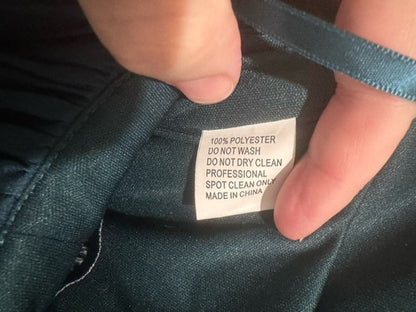 100% POLYESTER
DO NOT WASH
DO NOT DRY CLEAN
PROFESSIONAL
SPOT CLEAN ONLY
MADE IN CHINA